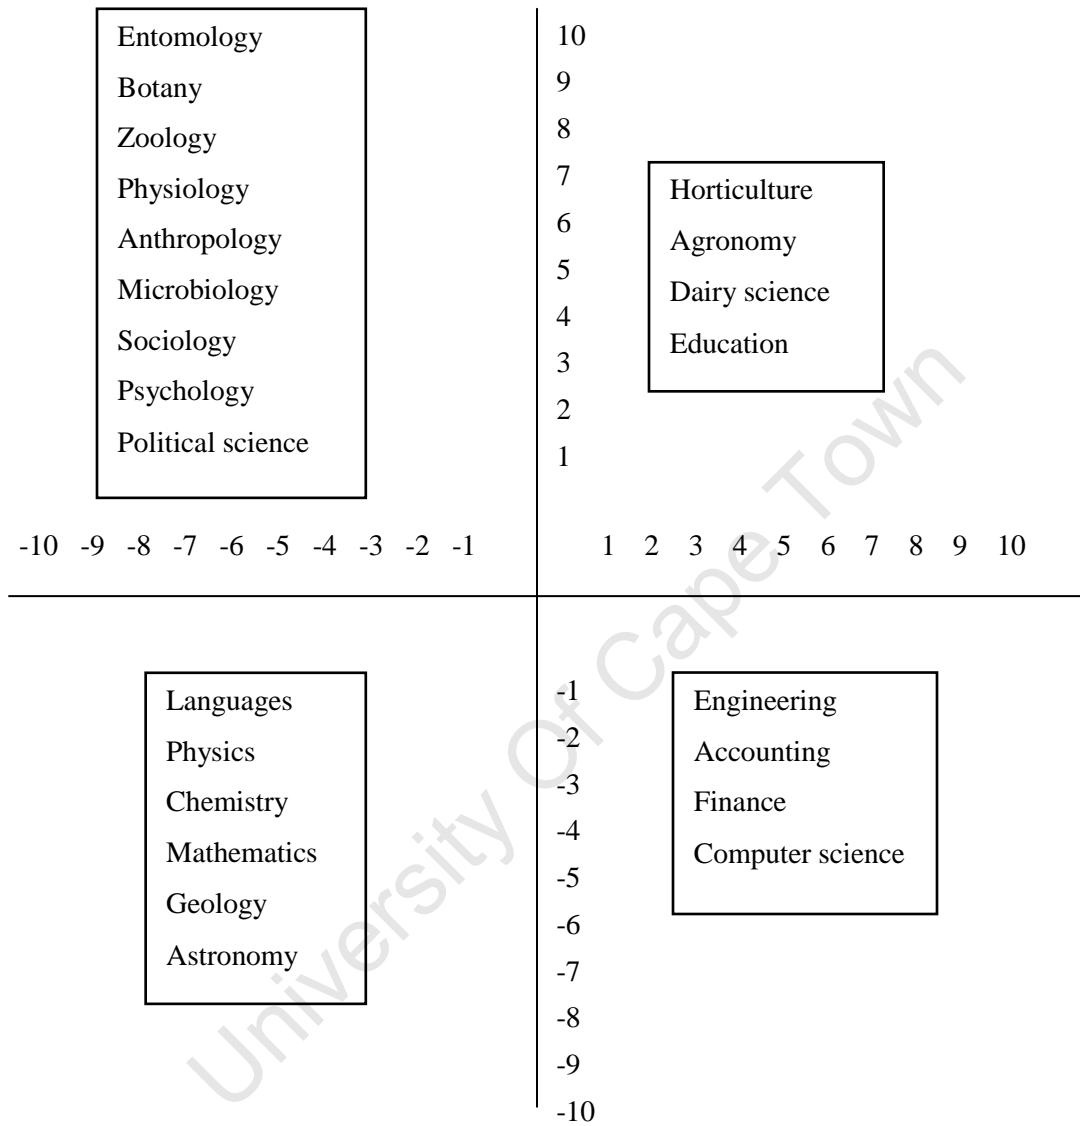 Entomology
Botany
Zoology
Physiology
Anthropology
Microbiology
Sociology
Psychology
Political science
10
9
8
7
6
5
4
3
2
1
Horticulture
Agronomy
Dairy science
Education
-10 -9 -8 -7 -6 -5 -4 -3 -2 -1 1 2 3 4 5 6 7 8 9 10
Languages
Physics
Chemistry
Mathematics
Geology
Astronomy
-1
-2
-3
-4
-5
-6
-7
-8
-9
-10
Engineering
Accounting
Finance
Computer science
University Of Cape Town